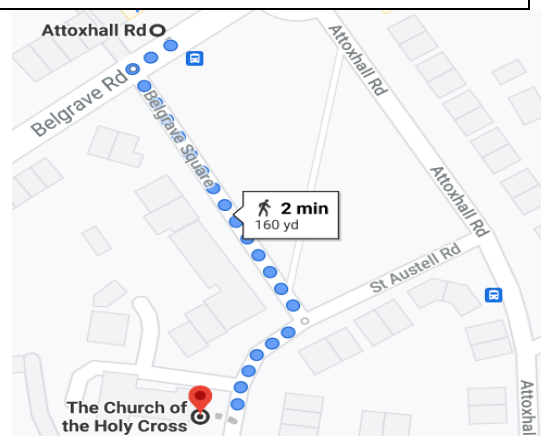 Attoxhall Rd
Attoxhall Rd
Belgrave Rd
Belgrave Square
2 min
160 yd
Attoxhall Rd
St Austell Rd
Attoxhal
The Church of
the Holy Cross